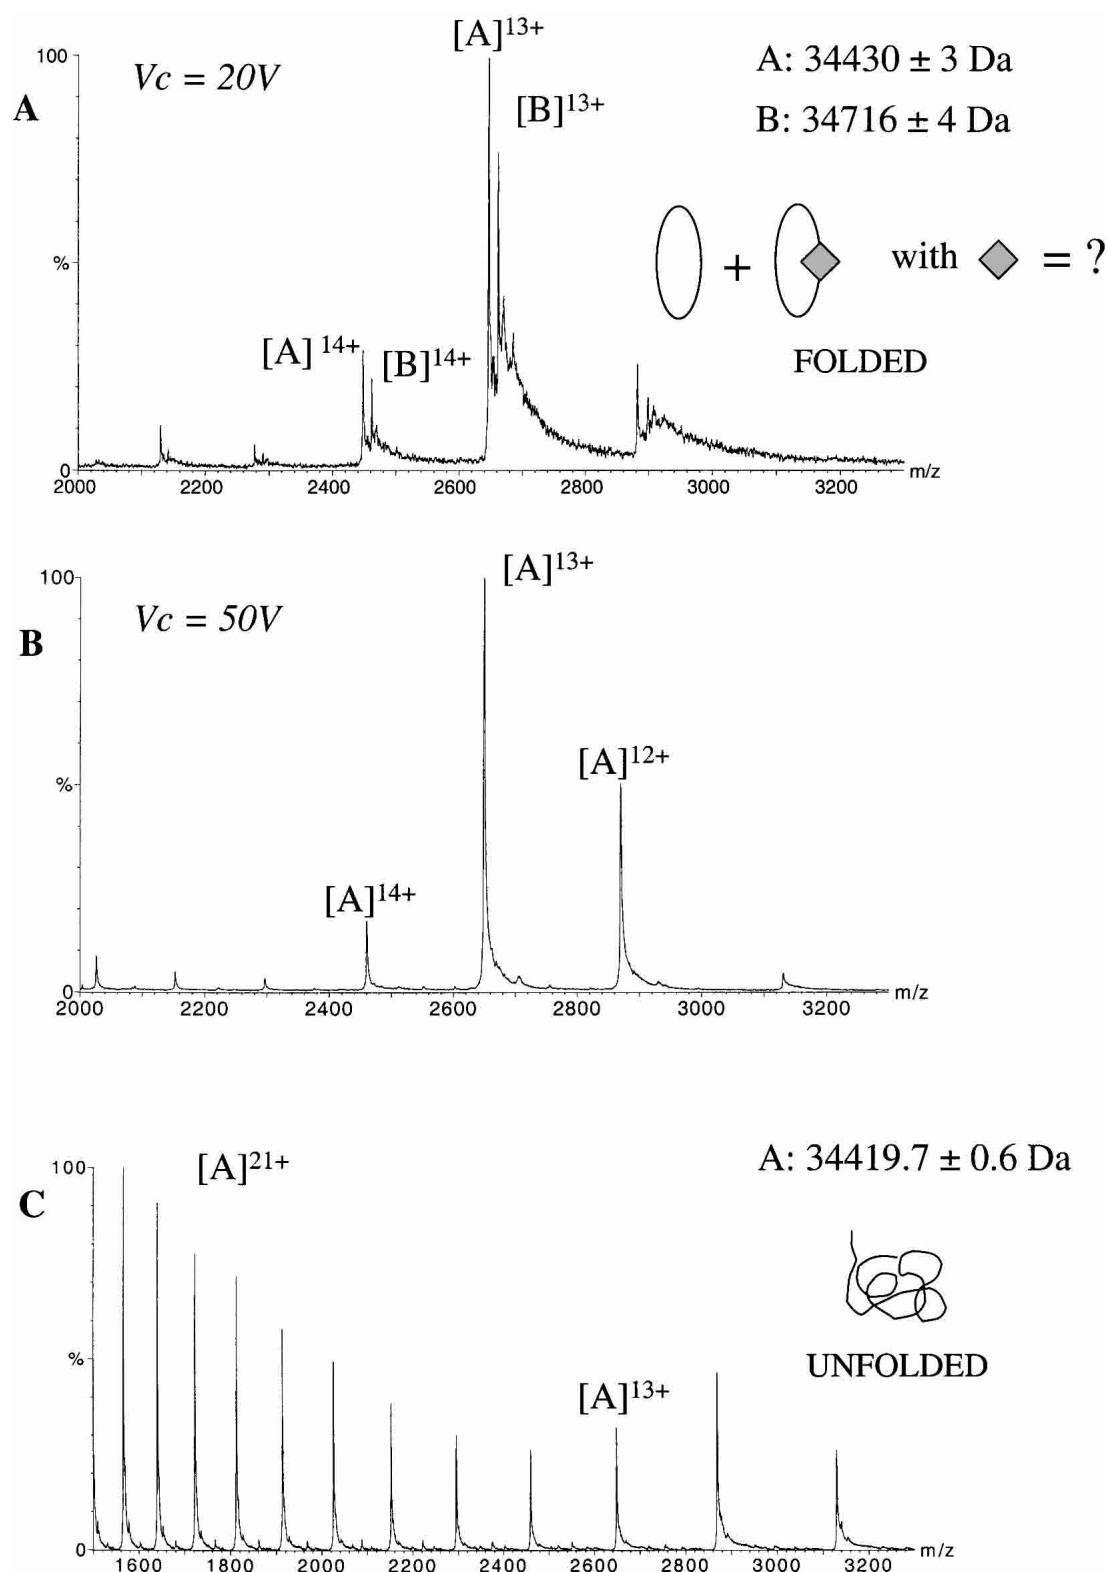 A
Vc = 20V
[A]13+
[B]13+
[A] 14+
[B]14+
A: 34430 ± 3 Da
B: 34716 ± 4 Da
+
with
= ?
FOLDED
100
%
0
2000 2200 2400 2600 2800 3000 3200 m/z
B
Vc = 50V
[A]13+
[A]12+
[A]14+
100
%
0
2000 2200 2400 2600 2800 3000 3200 m/z
C
[A]21+
[A]13+
A: 34419.7 ± 0.6 Da
UNFOLDED
100
%
0
1600 1800 2000 2200 2400 2600 2800 3000 3200 m/z